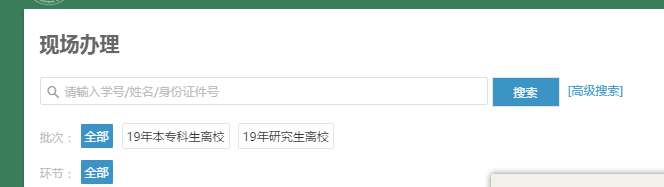 现场办理
请输入学号/姓名/身份证件号 搜索 [高级搜索]
批次： 全部 19年本专科生离校 19年研究生离校
环节： 全部